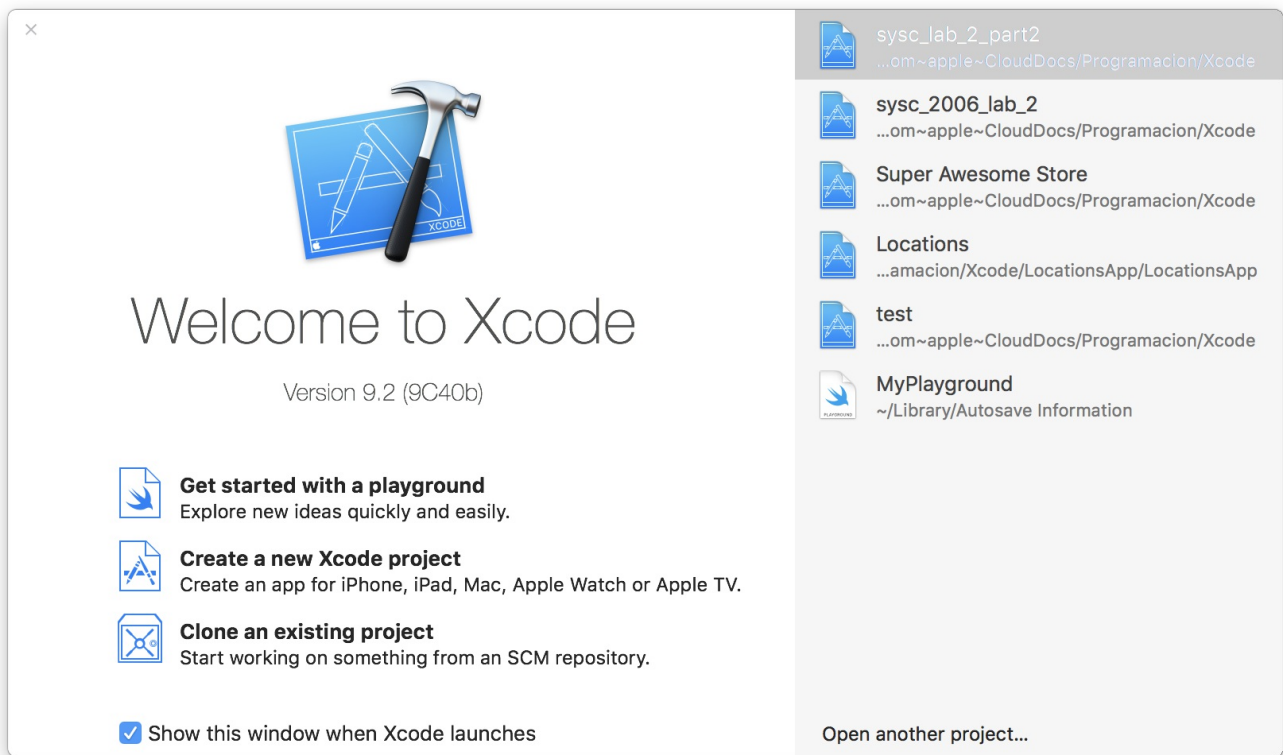 XCODE
Welcome to Xcode
Version 9.2 (9C40b)
Get started with a playground
Explore new ideas quickly and easily.
Create a new Xcode project
Create an app for iPhone, iPad, Mac, Apple Watch or Apple TV.
Clone an existing project
Start working on something from an SCM repository.
Show this window when Xcode launches
sysc_lab_2_part2
...om~apple~CloudDocs/Programacion/Xcode
sysc_2006_lab_2
...om~apple~CloudDocs/Programacion/Xcode
Super Awesome Store
...om~apple~CloudDocs/Programacion/Xcode
Locations
...amacion/Xcode/LocationsApp/LocationsApp
test
...om~apple~CloudDocs/Programacion/Xcode
PLAYGROUND
MyPlayground
~/Library/Autosave Information
Open another project...